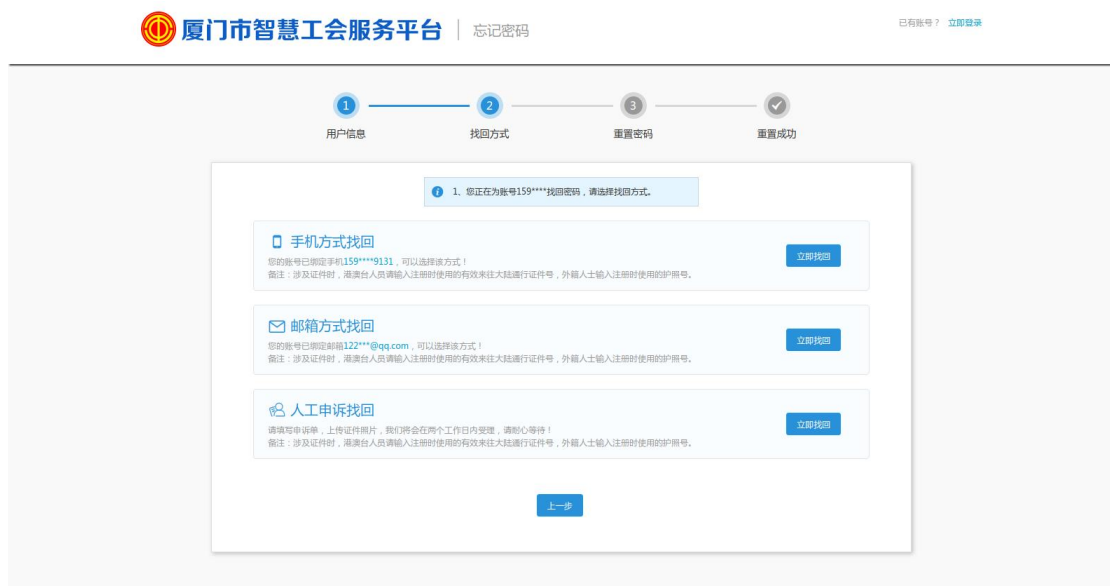 厦门市智慧工会服务平台 忘记密码
已有账号？ 立即登录
1 2 3
用户信息 找回方式 重置密码 重置成功
1、您正在为账号159****找回密码，请选择找回方式。
手机方式找回
您的账号已绑定手机159****9131，可以选择该方式！
备注：涉及证件时，港澳台人员请输入注册时使用的有效来往大陆通行证件号，外籍人士输入注册时使用的护照号。
立即找回
邮箱方式找回
您的账号已绑定邮箱122***@qq.com，可以选择该方式！
备注：涉及证件时，港澳台人员请输入注册时使用的有效来往大陆通行证件号，外籍人士输入注册时使用的护照号。
立即找回
人工申诉找回
请填写申诉单，上传证件照片，我们将会在两个工作日内受理，请耐心等待！
备注：涉及证件时，港澳台人员请输入注册时使用的有效来往大陆通行证件号，外籍人士输入注册时使用的护照号。
立即找回
上一步